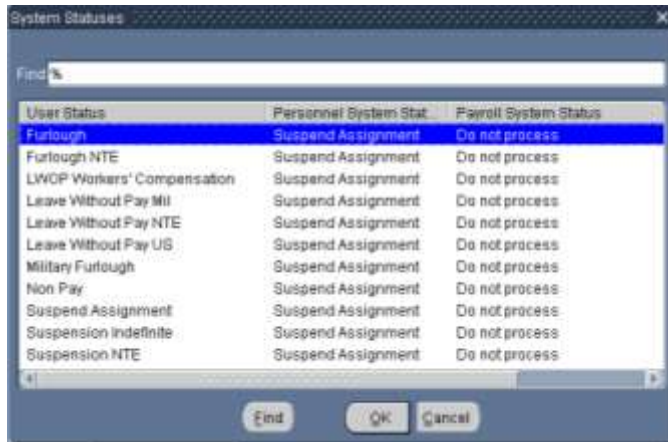 System Statuses
Find %
User Status Personnel System Stat... Payroll System Status
Furlough Suspend Assignment Do not process
Furlough NTE Suspend Assignment Do not process
LWOP Workers' Compensation Suspend Assignment Do not process
Leave Without Pay Mil Suspend Assignment Do not process
Leave Without Pay NTE Suspend Assignment Do not process
Leave Without Pay US Suspend Assignment Do not process
Military Furlough Suspend Assignment Do not process
Non Pay Suspend Assignment Do not process
Suspend Assignment Suspend Assignment Do not process
Suspension Indefinite Suspend Assignment Do not process
Suspension NTE Suspend Assignment Do not process
Find OK Cancel